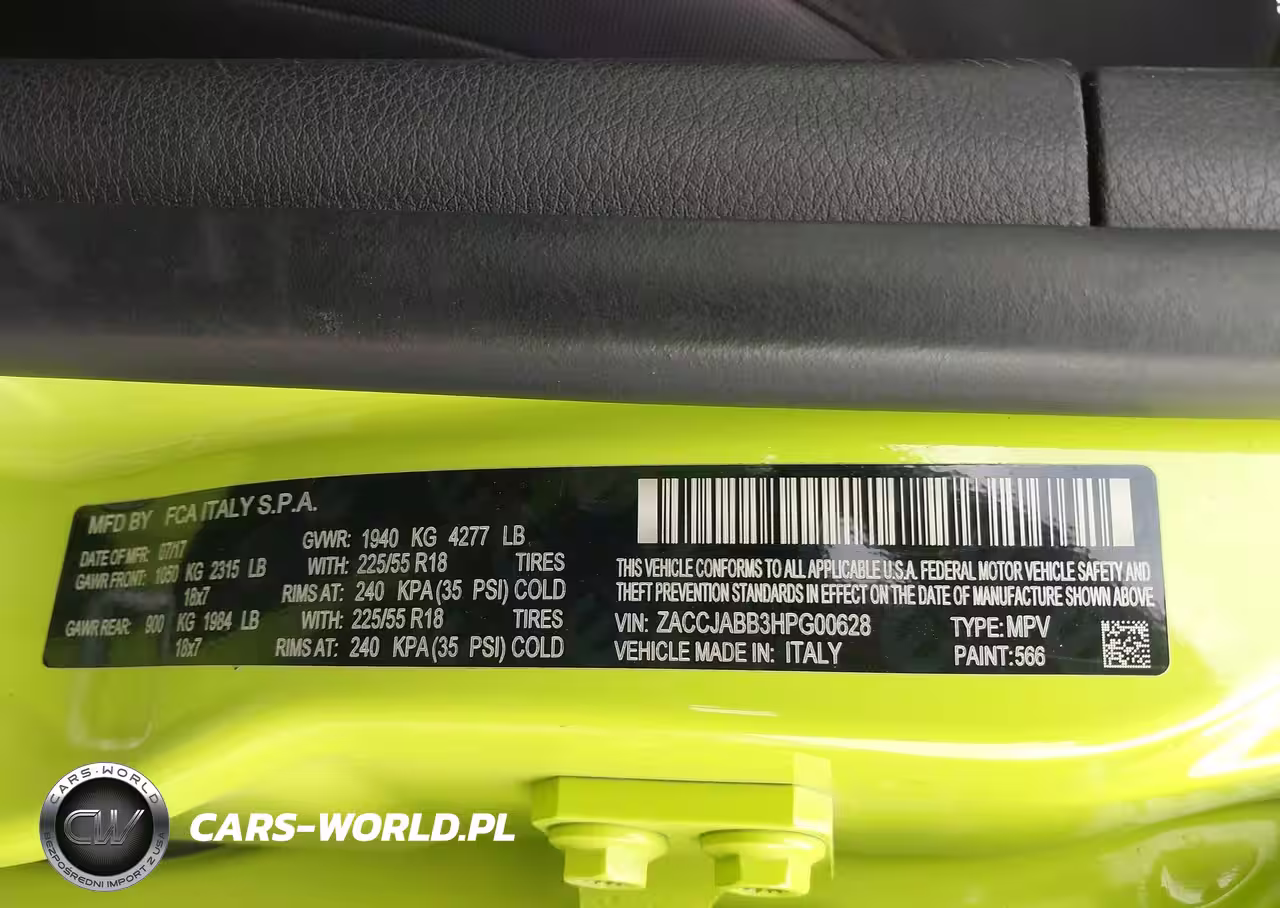 MFD BY FCA ITALY S.P.A.
DATE OF MFR: 07/17 GVWR: 1940 KG 4277 LB
GAWR FRONT: 1050 KG 2315 LB WITH: 225/55 R18 TIRES
18x7 RIMS AT: 240 KPA(35 PSI) COLD
GAWR REAR: 900 KG 1984 LB WITH: 225/55 R18 TIRES
18x7 RIMS AT: 240 KPA(35 PSI) COLD
THIS VEHICLE CONFORMS TO ALL APPLICABLE U.S.A. FEDERAL MOTOR VEHICLE SAFETY AND
THEFT PREVENTION STANDARDS IN EFFECT ON THE DATE OF MANUFACTURE SHOWN ABOVE.
VIN: ZACCJABB3HPG00628 TYPE: MPV
VEHICLE MADE IN: ITALY PAINT: 566
CARS-WORLD
CW
BEZPOŚREDNI IMPORT Z USA
CARS-WORLD.PL